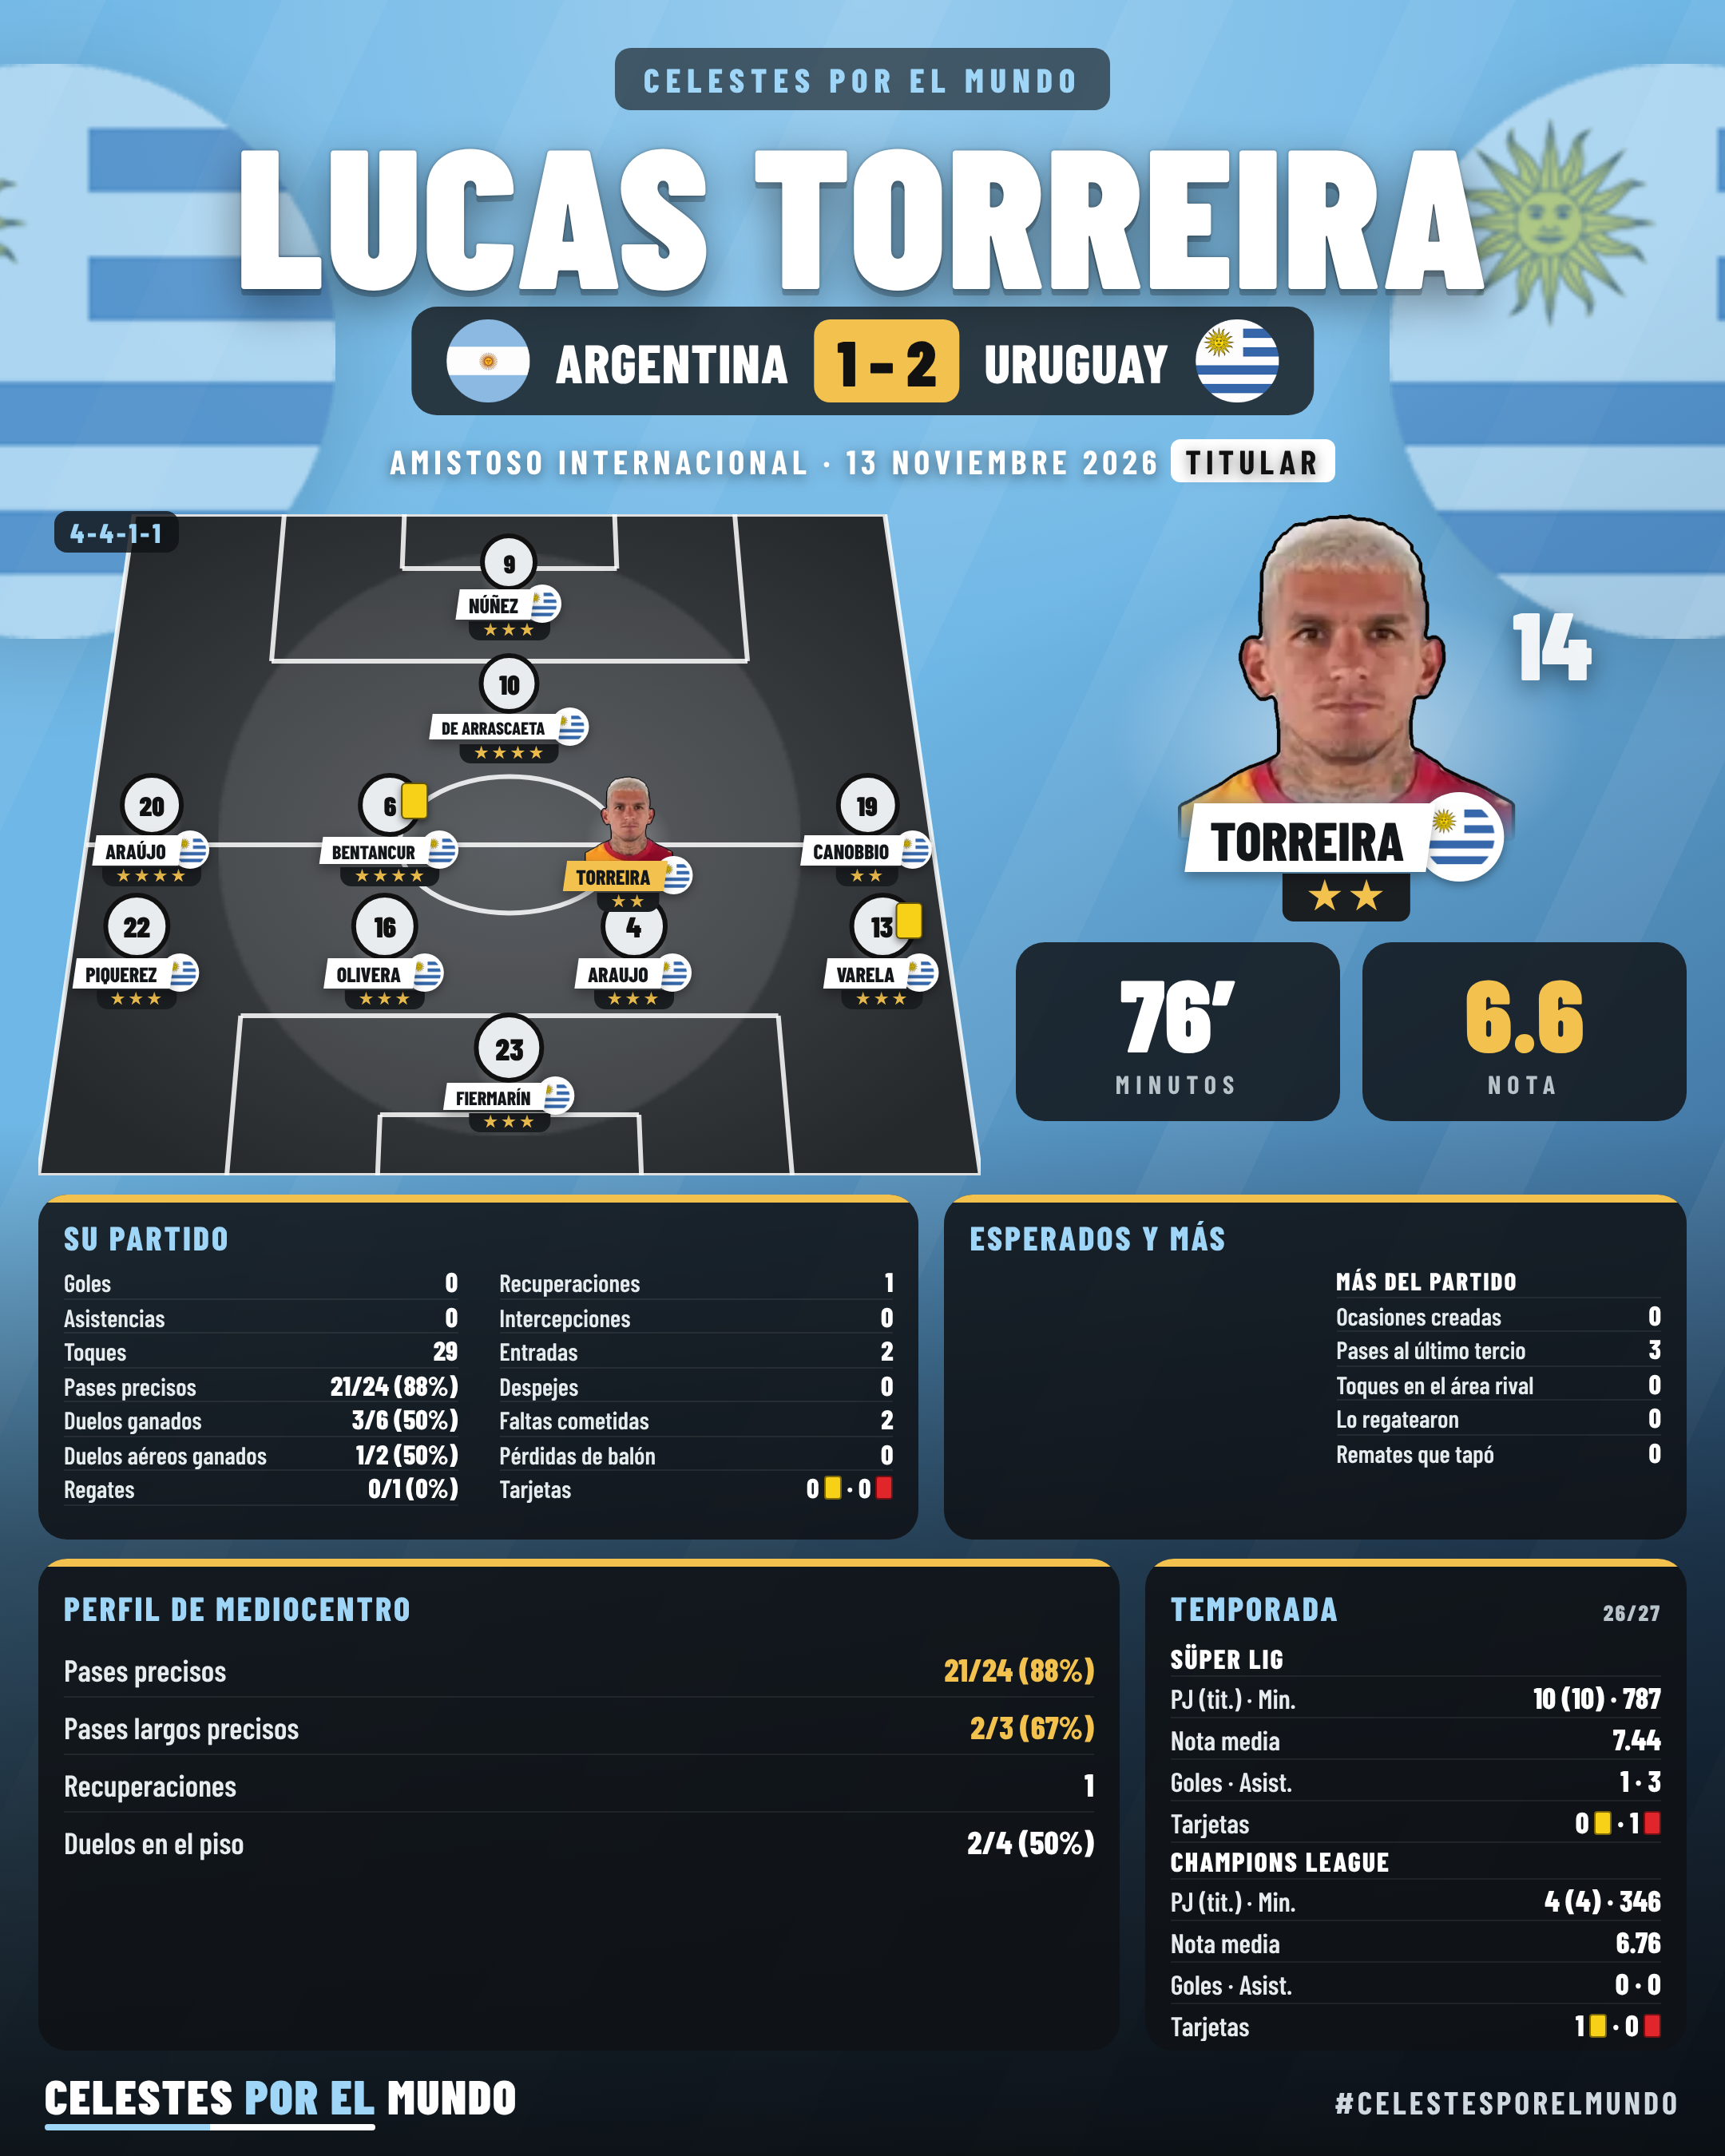 CELESTES POR EL MUNDO
LUCAS TORREIRA
ARGENTINA 1 - 2 URUGUAY
AMISTOSO INTERNACIONAL · 13 NOVIEMBRE 2026 TITULAR
4-4-1-1
9
NÚÑEZ
★★★
10
DE ARRASCAETA
★★★★
20
ARAÚJO
★★★★
6
BENTANCUR
★★★★
TORREIRA
★★
19
CANOBBIO
★★
22
PIQUEREZ
★★★
16
OLIVERA
★★★
4
ARAUJO
★★★
13
VARELA
★★★
23
FIERMARÍN
★★★
14
TORREIRA
★★
76′
MINUTOS
6.6
NOTA
SU PARTIDO
Goles 0
Asistencias 0
Toques 29
Pases precisos 21/24 (88%)
Duelos ganados 3/6 (50%)
Duelos aéreos ganados 1/2 (50%)
Regates 0/1 (0%)
Recuperaciones 1
Intercepciones 0
Entradas 2
Despejes 0
Faltas cometidas 2
Pérdidas de balón 0
Tarjetas 0 · 0
ESPERADOS Y MÁS
MÁS DEL PARTIDO
Ocasiones creadas 0
Pases al último tercio 3
Toques en el área rival 0
Lo regatearon 0
Remates que tapó 0
PERFIL DE MEDIOCENTRO
Pases precisos 21/24 (88%)
Pases largos precisos 2/3 (67%)
Recuperaciones 1
Duelos en el piso 2/4 (50%)
TEMPORADA 26/27
SÜPER LIG
PJ (tit.) · Min. 10 (10) · 787
Nota media 7.44
Goles · Asist. 1 · 3
Tarjetas 0 · 1
CHAMPIONS LEAGUE
PJ (tit.) · Min. 4 (4) · 346
Nota media 6.76
Goles · Asist. 0 · 0
Tarjetas 1 · 0
CELESTES POR EL MUNDO
#CELESTESPORELMUNDO